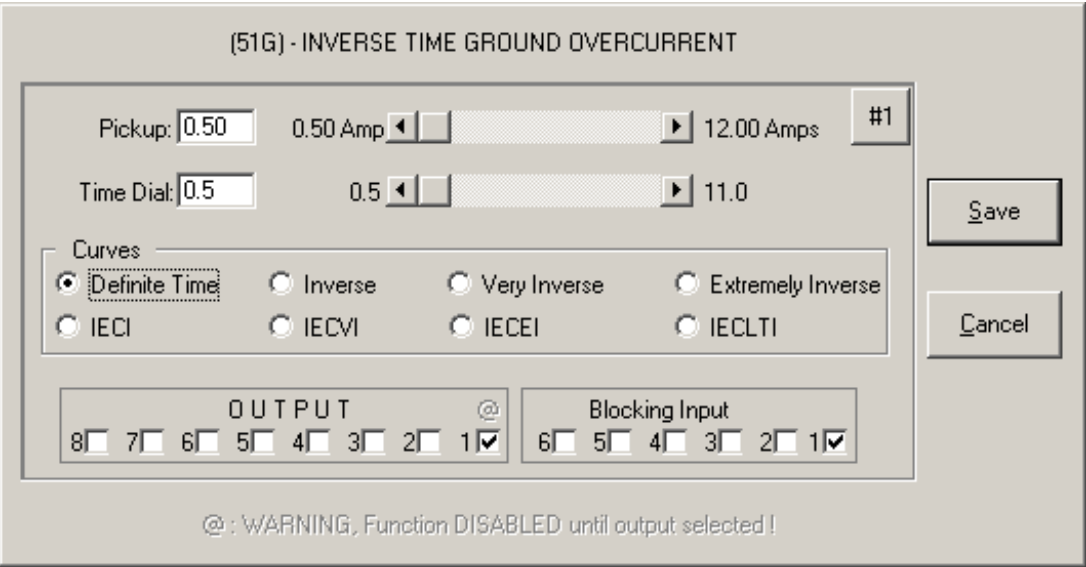 (51G) - INVERSE TIME GROUND OVERCURRENT
#1
Pickup: 0.50 0.50 Amp 12.00 Amps
Time Dial: 0.5 0.5 11.0
Save
Curves
Definite Time Inverse Very Inverse Extremely Inverse
IECI IECVI IECEI IECLTI
Cancel
O U T P U T @ Blocking Input
8 7 6 5 4 3 2 1 6 5 4 3 2 1
@ : WARNING, Function DISABLED until output selected !